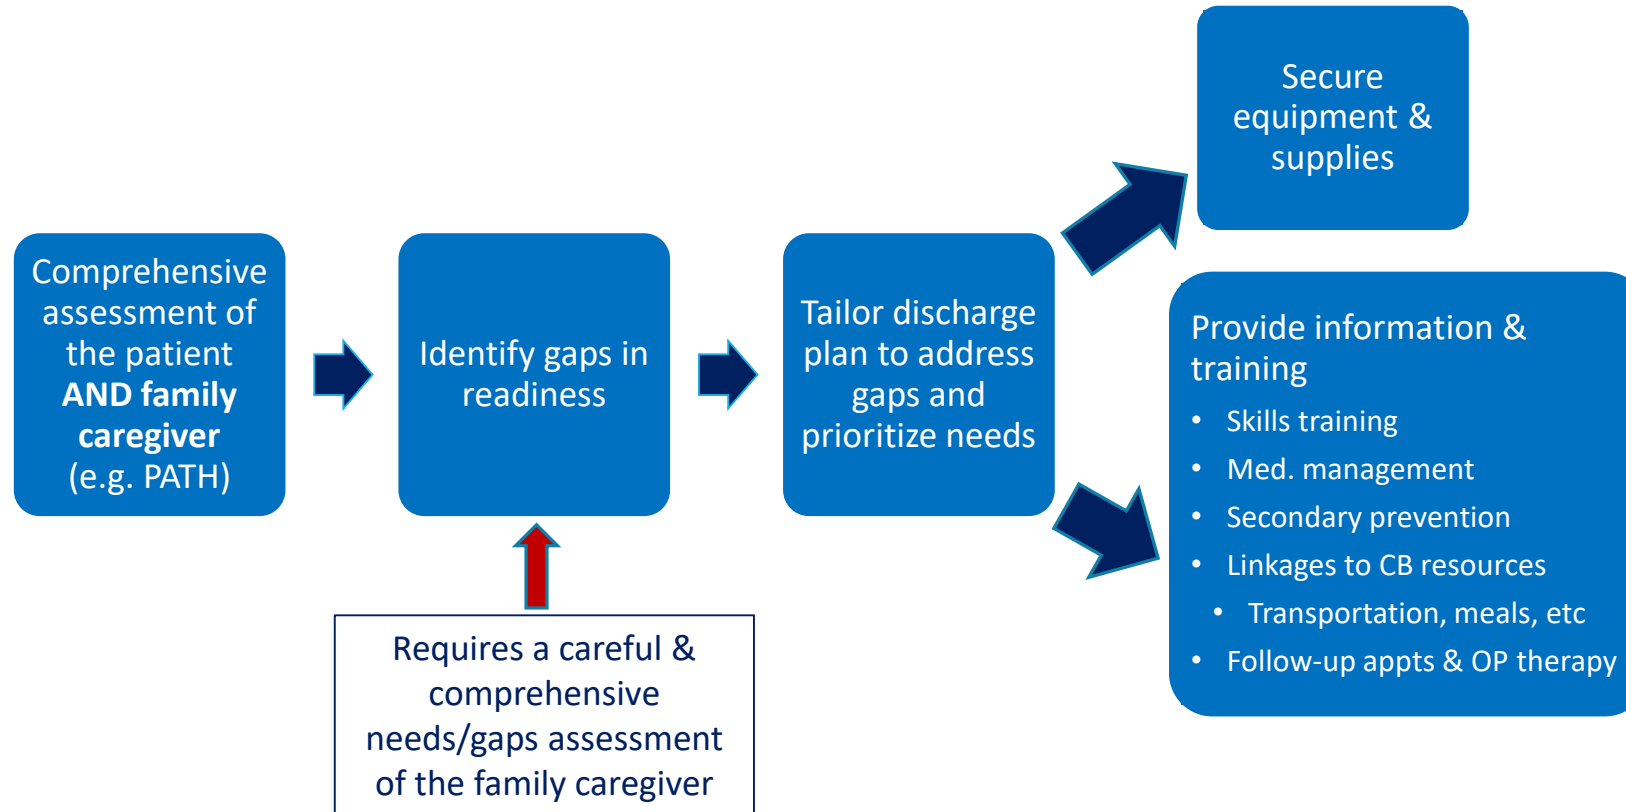 Comprehensive
assessment of
the patient
AND family
caregiver
(e.g. PATH)
Identify gaps in
readiness
Requires a careful &
comprehensive
needs/gaps assessment
of the family caregiver
Tailor discharge
plan to address
gaps and
prioritize needs
Secure
equipment &
supplies
Provide information &
training
• Skills training
• Med. management
• Secondary prevention
• Linkages to CB resources
• Transportation, meals, etc
• Follow-up appts & OP therapy